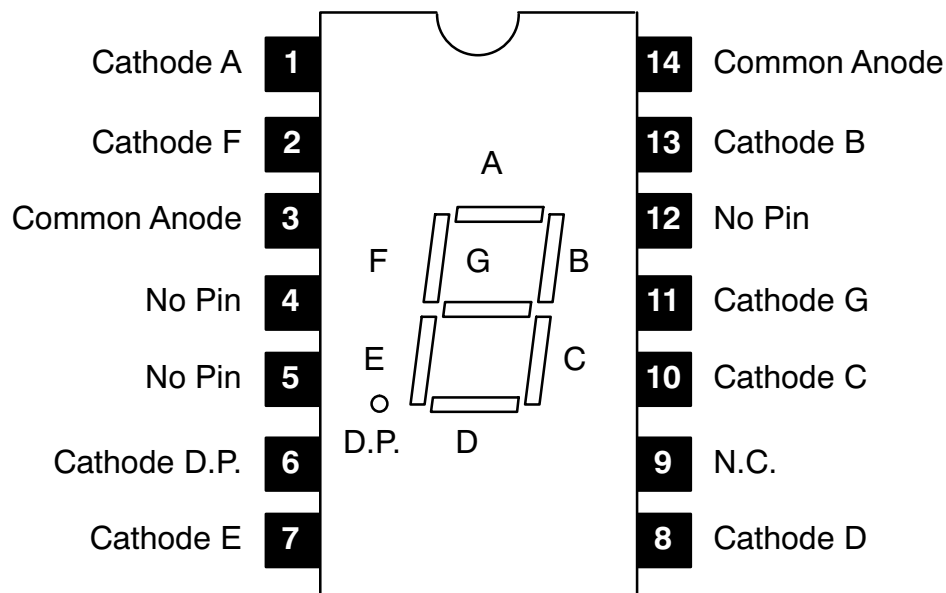 Cathode A 1
Cathode F 2
Common Anode 3
No Pin 4
No Pin 5
Cathode D.P. 6
Cathode E 7
A
F G B
E C
D.P. D
14 Common Anode
13 Cathode B
12 No Pin
11 Cathode G
10 Cathode C
9 N.C.
8 Cathode D